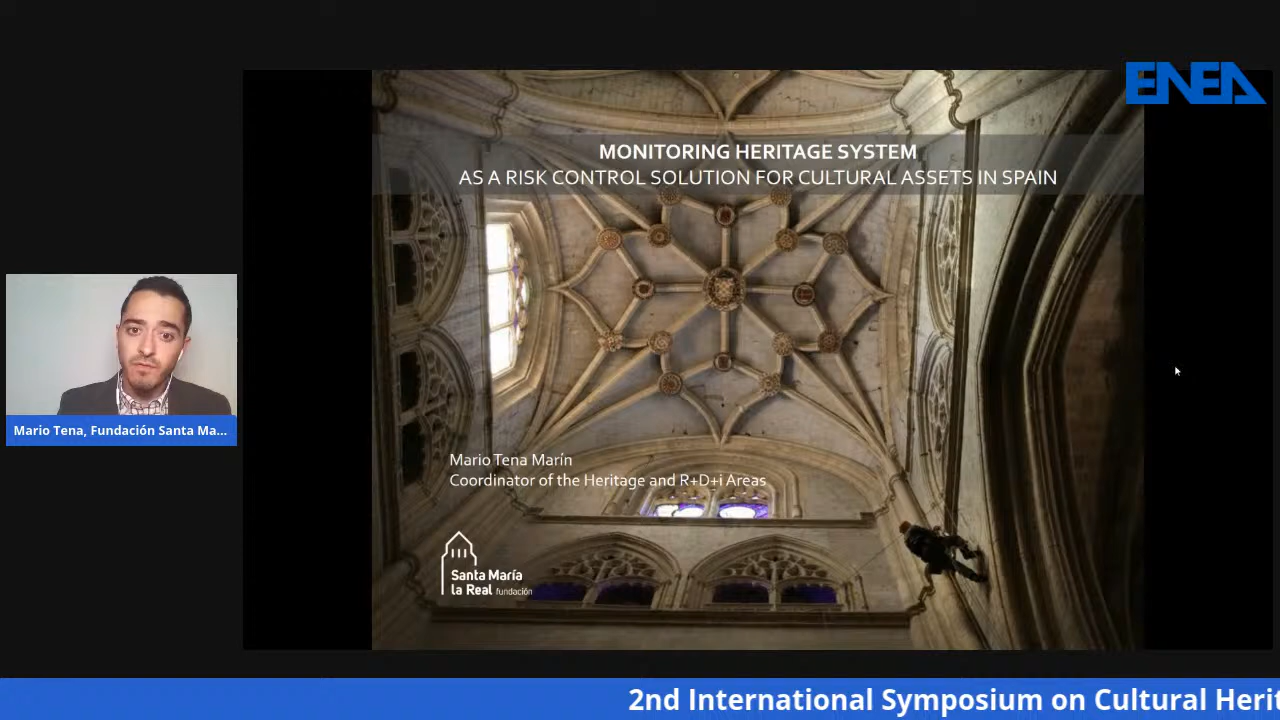 ENEA
MONITORING HERITAGE SYSTEM
AS A RISK CONTROL SOLUTION FOR CULTURAL ASSETS IN SPAIN
Mario Tena, Fundación Santa Ma...
Mario Tena Marín
Coordinator of the Heritage and R+D+i Areas
Santa María
la Real fundación
2nd International Symposium on Cultural Herit